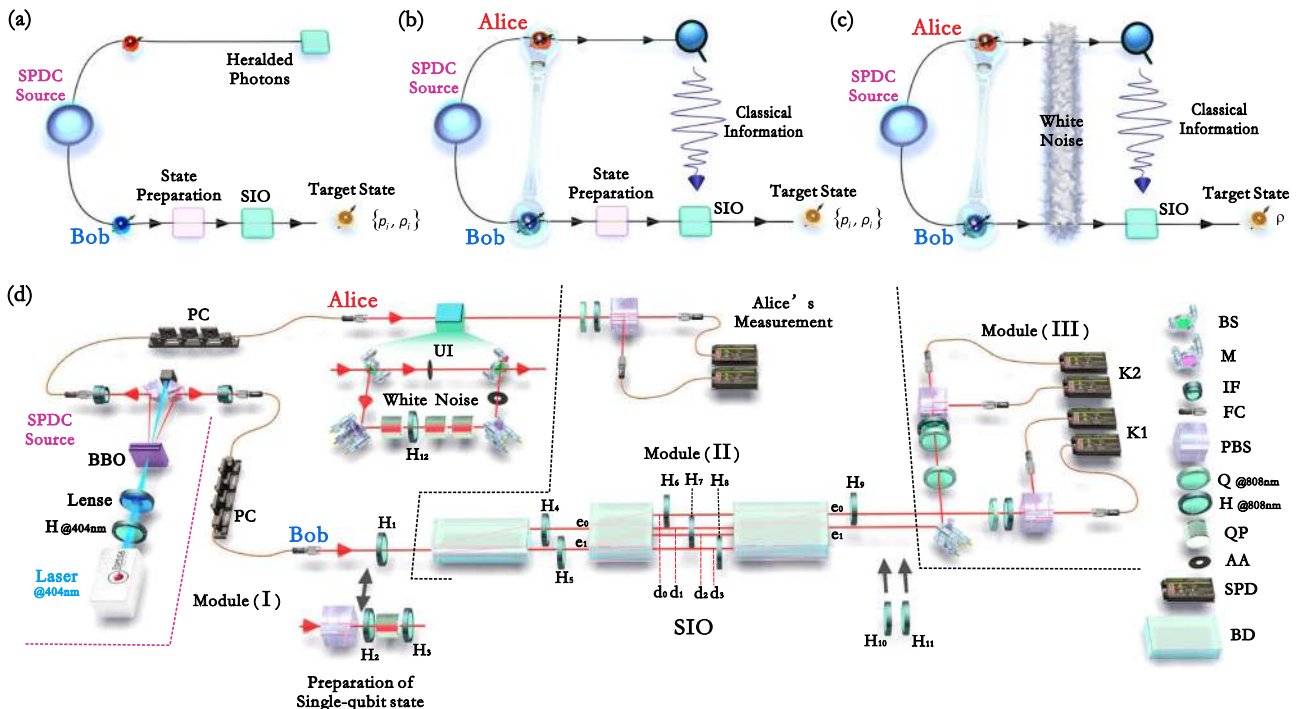 (a)
Heralded
Photons
SPDC
Source
State
Preparation
SIO
Target State
{pᵢ, ρᵢ}
Bob
(b)
Alice
SPDC
Source
Classical
Information
State
Preparation
SIO
Target State
{pᵢ, ρᵢ}
Bob
(c)
Alice
SPDC
Source
White
Noise
Classical
Information
SIO
Target State
ρ
Bob
(d)
PC
Alice
UI
White Noise
H₁₂
Alice's
Measurement
SPDC
Source
BBO
Lense
H @404nm
Laser
@404nm
PC
Bob
H₁
Module (I)
H₂
H₃
Preparation of
Single-qubit state
Module (II)
H₄
H₅
e₀
e₁
H₆
H₇
H₈
d₀
d₁
d₂
d₃
SIO
e₀
e₁
H₉
H₁₀
H₁₁
Module (III)
K2
K1
BS
M
IF
FC
PBS
Q @808nm
H @808nm
QP
AA
SPD
BD